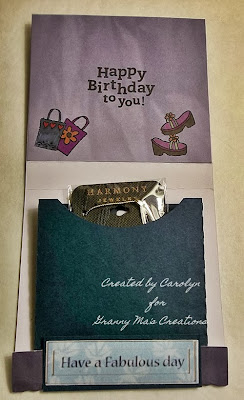 Happy
Birthday
to you!
HARMONY
JEWELRY
Created by Carolyn
for
Granny Ma's Creations
Have a Fabulous day